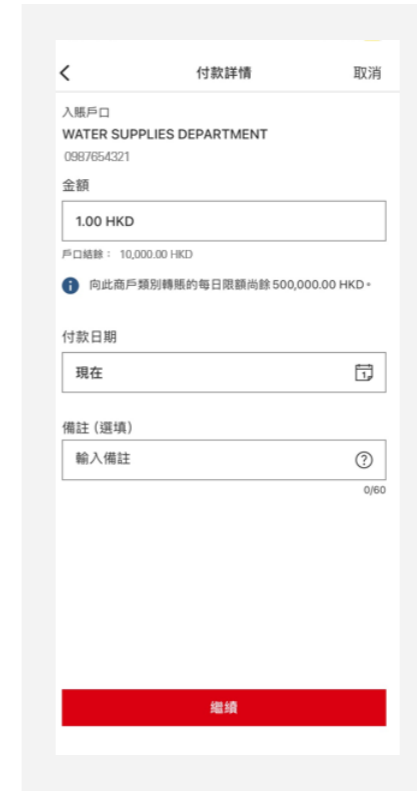 付款詳情
取消
入賬戶口
WATER SUPPLIES DEPARTMENT
0987654321
金額
1.00 HKD
戶口結餘： 10,000.00 HKD
向此商戶類別轉賬的每日限額尚餘 500,000.00 HKD。
付款日期
現在
備註 (選填)
輸入備註
0/60
繼續